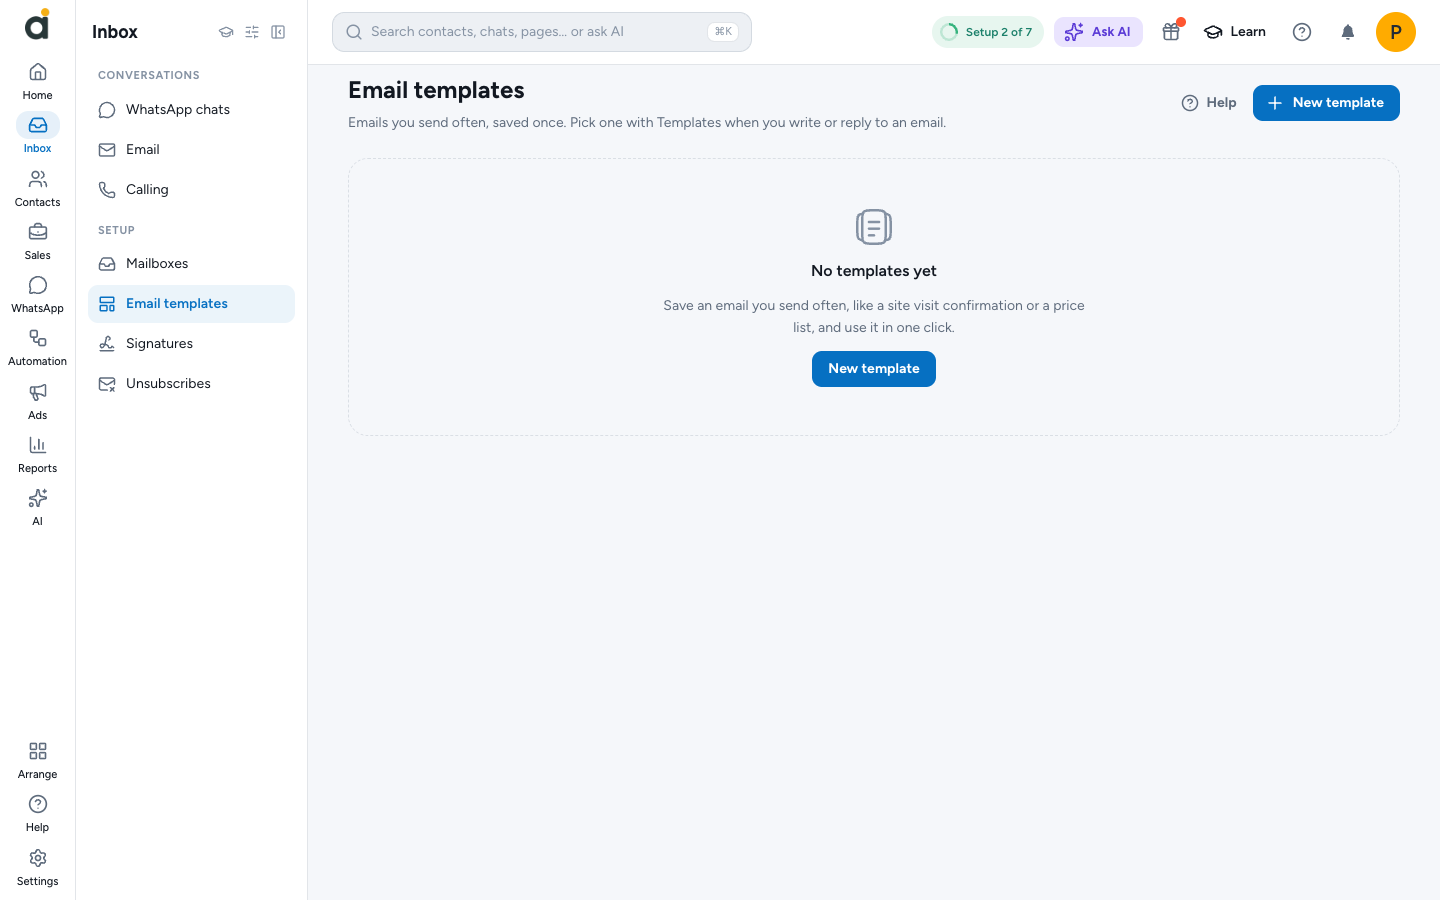 Inbox
Search contacts, chats, pages... or ask AI
⌘K
Setup 2 of 7
Ask AI
Learn
P
Home
Inbox
Contacts
Sales
WhatsApp
Automation
Ads
Reports
AI
Arrange
Help
Settings
CONVERSATIONS
WhatsApp chats
Email
Calling
SETUP
Mailboxes
Email templates
Signatures
Unsubscribes
Email templates
Emails you send often, saved once. Pick one with Templates when you write or reply to an email.
Help
New template
No templates yet
Save an email you send often, like a site visit confirmation or a price
list, and use it in one click.
New template